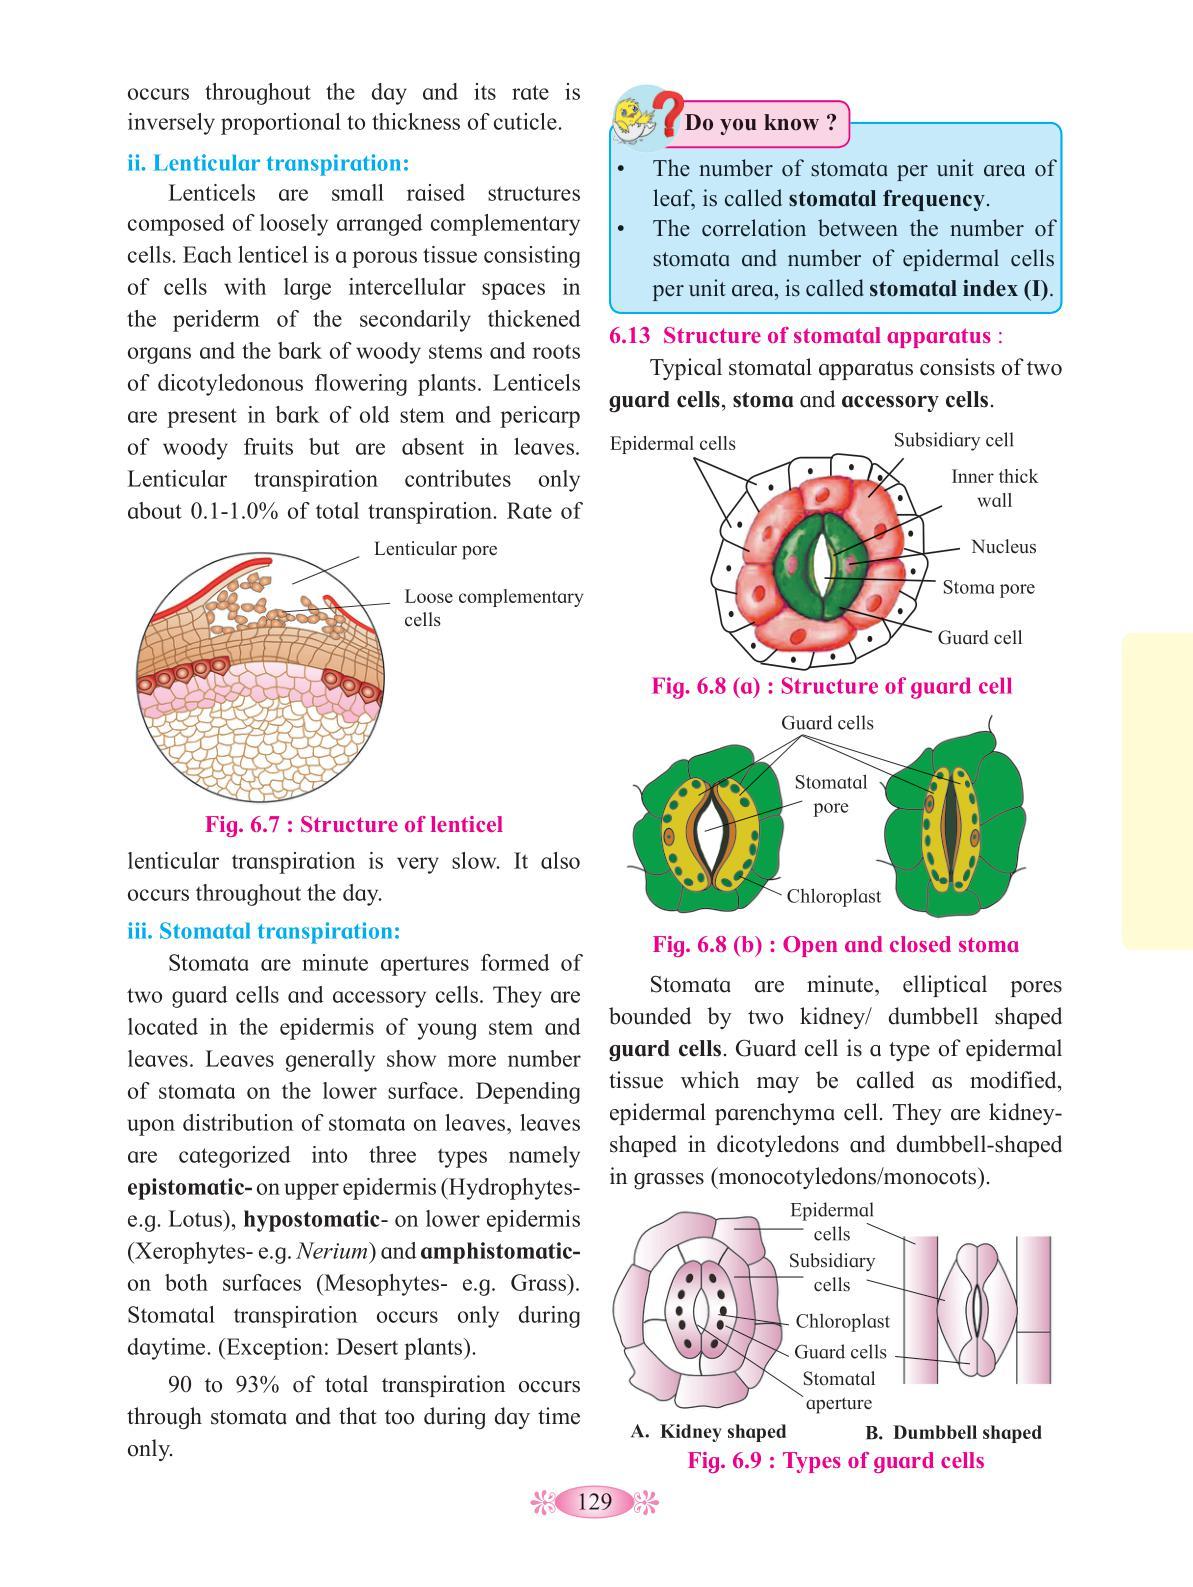 occurs throughout the day and its rate is
inversely proportional to thickness of cuticle.
ii. Lenticular transpiration:
Lenticels are small raised structures
composed of loosely arranged complementary
cells. Each lenticel is a porous tissue consisting
of cells with large intercellular spaces in
the periderm of the secondarily thickened
organs and the bark of woody stems and roots
of dicotyledonous flowering plants. Lenticels
are present in bark of old stem and pericarp
of woody fruits but are absent in leaves.
Lenticular transpiration contributes only
about 0.1-1.0% of total transpiration. Rate of
Lenticular pore
Loose complementary
cells
Fig. 6.7 : Structure of lenticel
lenticular transpiration is very slow. It also
occurs throughout the day.
iii. Stomatal transpiration:
Stomata are minute apertures formed of
two guard cells and accessory cells. They are
located in the epidermis of young stem and
leaves. Leaves generally show more number
of stomata on the lower surface. Depending
upon distribution of stomata on leaves, leaves
are categorized into three types namely
epistomatic- on upper epidermis (Hydrophytes-
e.g. Lotus), hypostomatic- on lower epidermis
(Xerophytes- e.g. Nerium) and amphistomatic-
on both surfaces (Mesophytes- e.g. Grass).
Stomatal transpiration occurs only during
daytime. (Exception: Desert plants).
90 to 93% of total transpiration occurs
through stomata and that too during day time
only.
Do you know ?
• The number of stomata per unit area of
leaf, is called stomatal frequency.
• The correlation between the number of
stomata and number of epidermal cells
per unit area, is called stomatal index (I).
6.13 Structure of stomatal apparatus :
Typical stomatal apparatus consists of two
guard cells, stoma and accessory cells.
Epidermal cells
Subsidiary cell
Inner thick
wall
Nucleus
Stoma pore
Guard cell
Fig. 6.8 (a) : Structure of guard cell
Guard cells
Stomatal
pore
Chloroplast
Fig. 6.8 (b) : Open and closed stoma
Stomata are minute, elliptical pores
bounded by two kidney/ dumbbell shaped
guard cells. Guard cell is a type of epidermal
tissue which may be called as modified,
epidermal parenchyma cell. They are kidney-
shaped in dicotyledons and dumbbell-shaped
in grasses (monocotyledons/monocots).
Epidermal
cells
Subsidiary
cells
Chloroplast
Guard cells
Stomatal
aperture
A. Kidney shaped
B. Dumbbell shaped
Fig. 6.9 : Types of guard cells
129